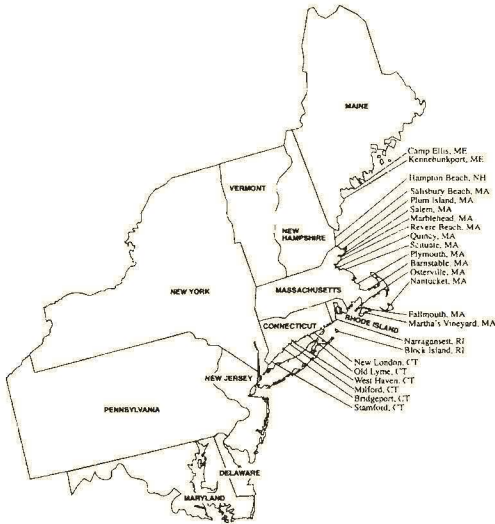 MAINE
Camp Ellis, ME
Kennebunkport, ME
Hampton Beach, NH
VERMONT
Salisbury Beach, MA
Plum Island, MA
Salem, MA
Marblehead, MA
Revere Beach, MA
Quincy, MA
Scituate, MA
Plymouth, MA
Barnstable, MA
Osterville, MA
Nantucket, MA
NEW
HAMPSHIRE
MASSACHUSETTS
NEW YORK
Fallmouth, MA
Martha's Vineyard, MA
CONNECTICUT
RHODE ISLAND
Narragansett, RI
Block Island, RI
New London, CT
Old Lyme, CT
West Haven, CT
Milford, CT
Bridgeport, CT
Stamford, CT
NEW JERSEY
PENNSYLVANIA
DELAWARE
MARYLAND